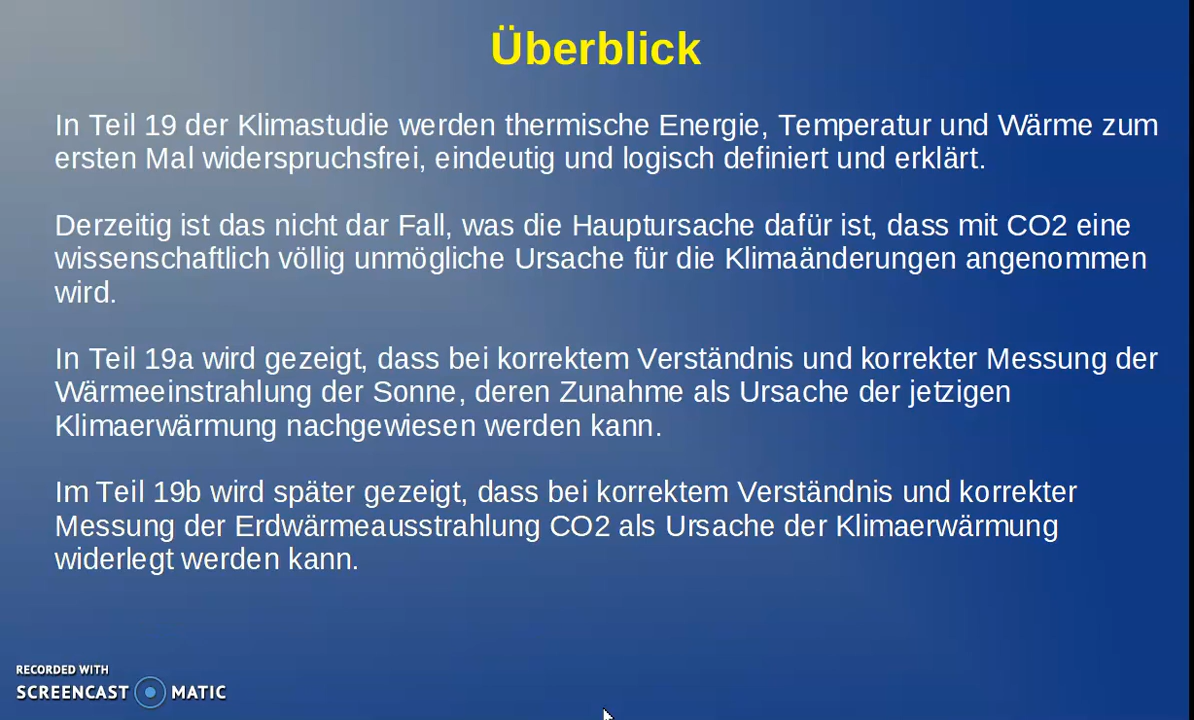 Überblick
In Teil 19 der Klimastudie werden thermische Energie, Temperatur und Wärme zum
ersten Mal widerspruchsfrei, eindeutig und logisch definiert und erklärt.
Derzeitig ist das nicht dar Fall, was die Hauptursache dafür ist, dass mit CO2 eine
wissenschaftlich völlig unmögliche Ursache für die Klimaänderungen angenommen
wird.
In Teil 19a wird gezeigt, dass bei korrektem Verständnis und korrekter Messung der
Wärmeeinstrahlung der Sonne, deren Zunahme als Ursache der jetzigen
Klimaerwärmung nachgewiesen werden kann.
Im Teil 19b wird später gezeigt, dass bei korrektem Verständnis und korrekter
Messung der Erdwärmeausstrahlung CO2 als Ursache der Klimaerwärmung
widerlegt werden kann.
RECORDED WITH
SCREENCAST MATIC